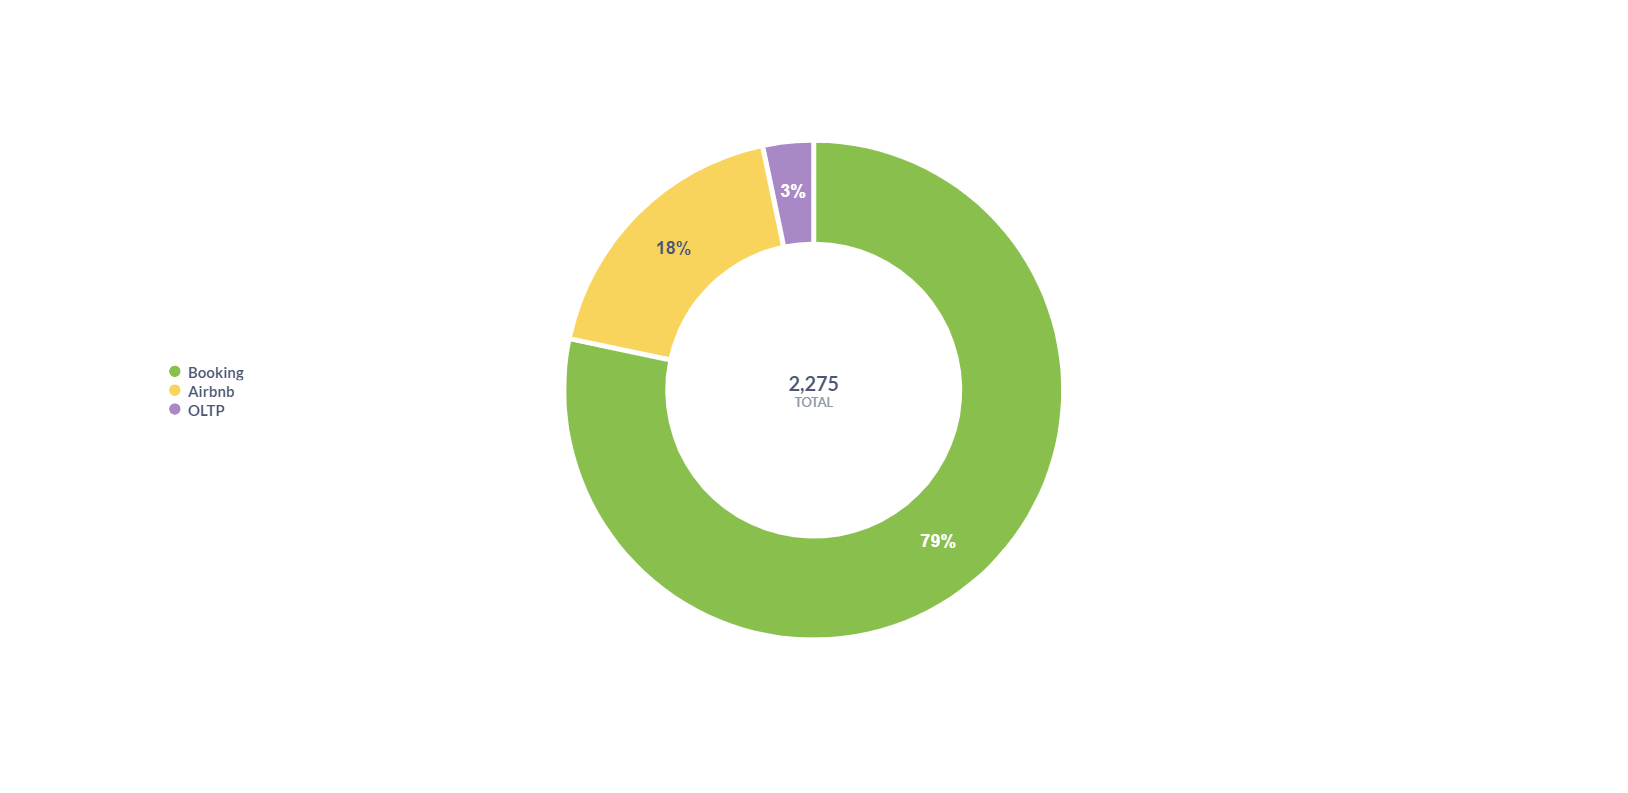 3%
18%
Booking
Airbnb
OLTP
2,275
TOTAL
79%